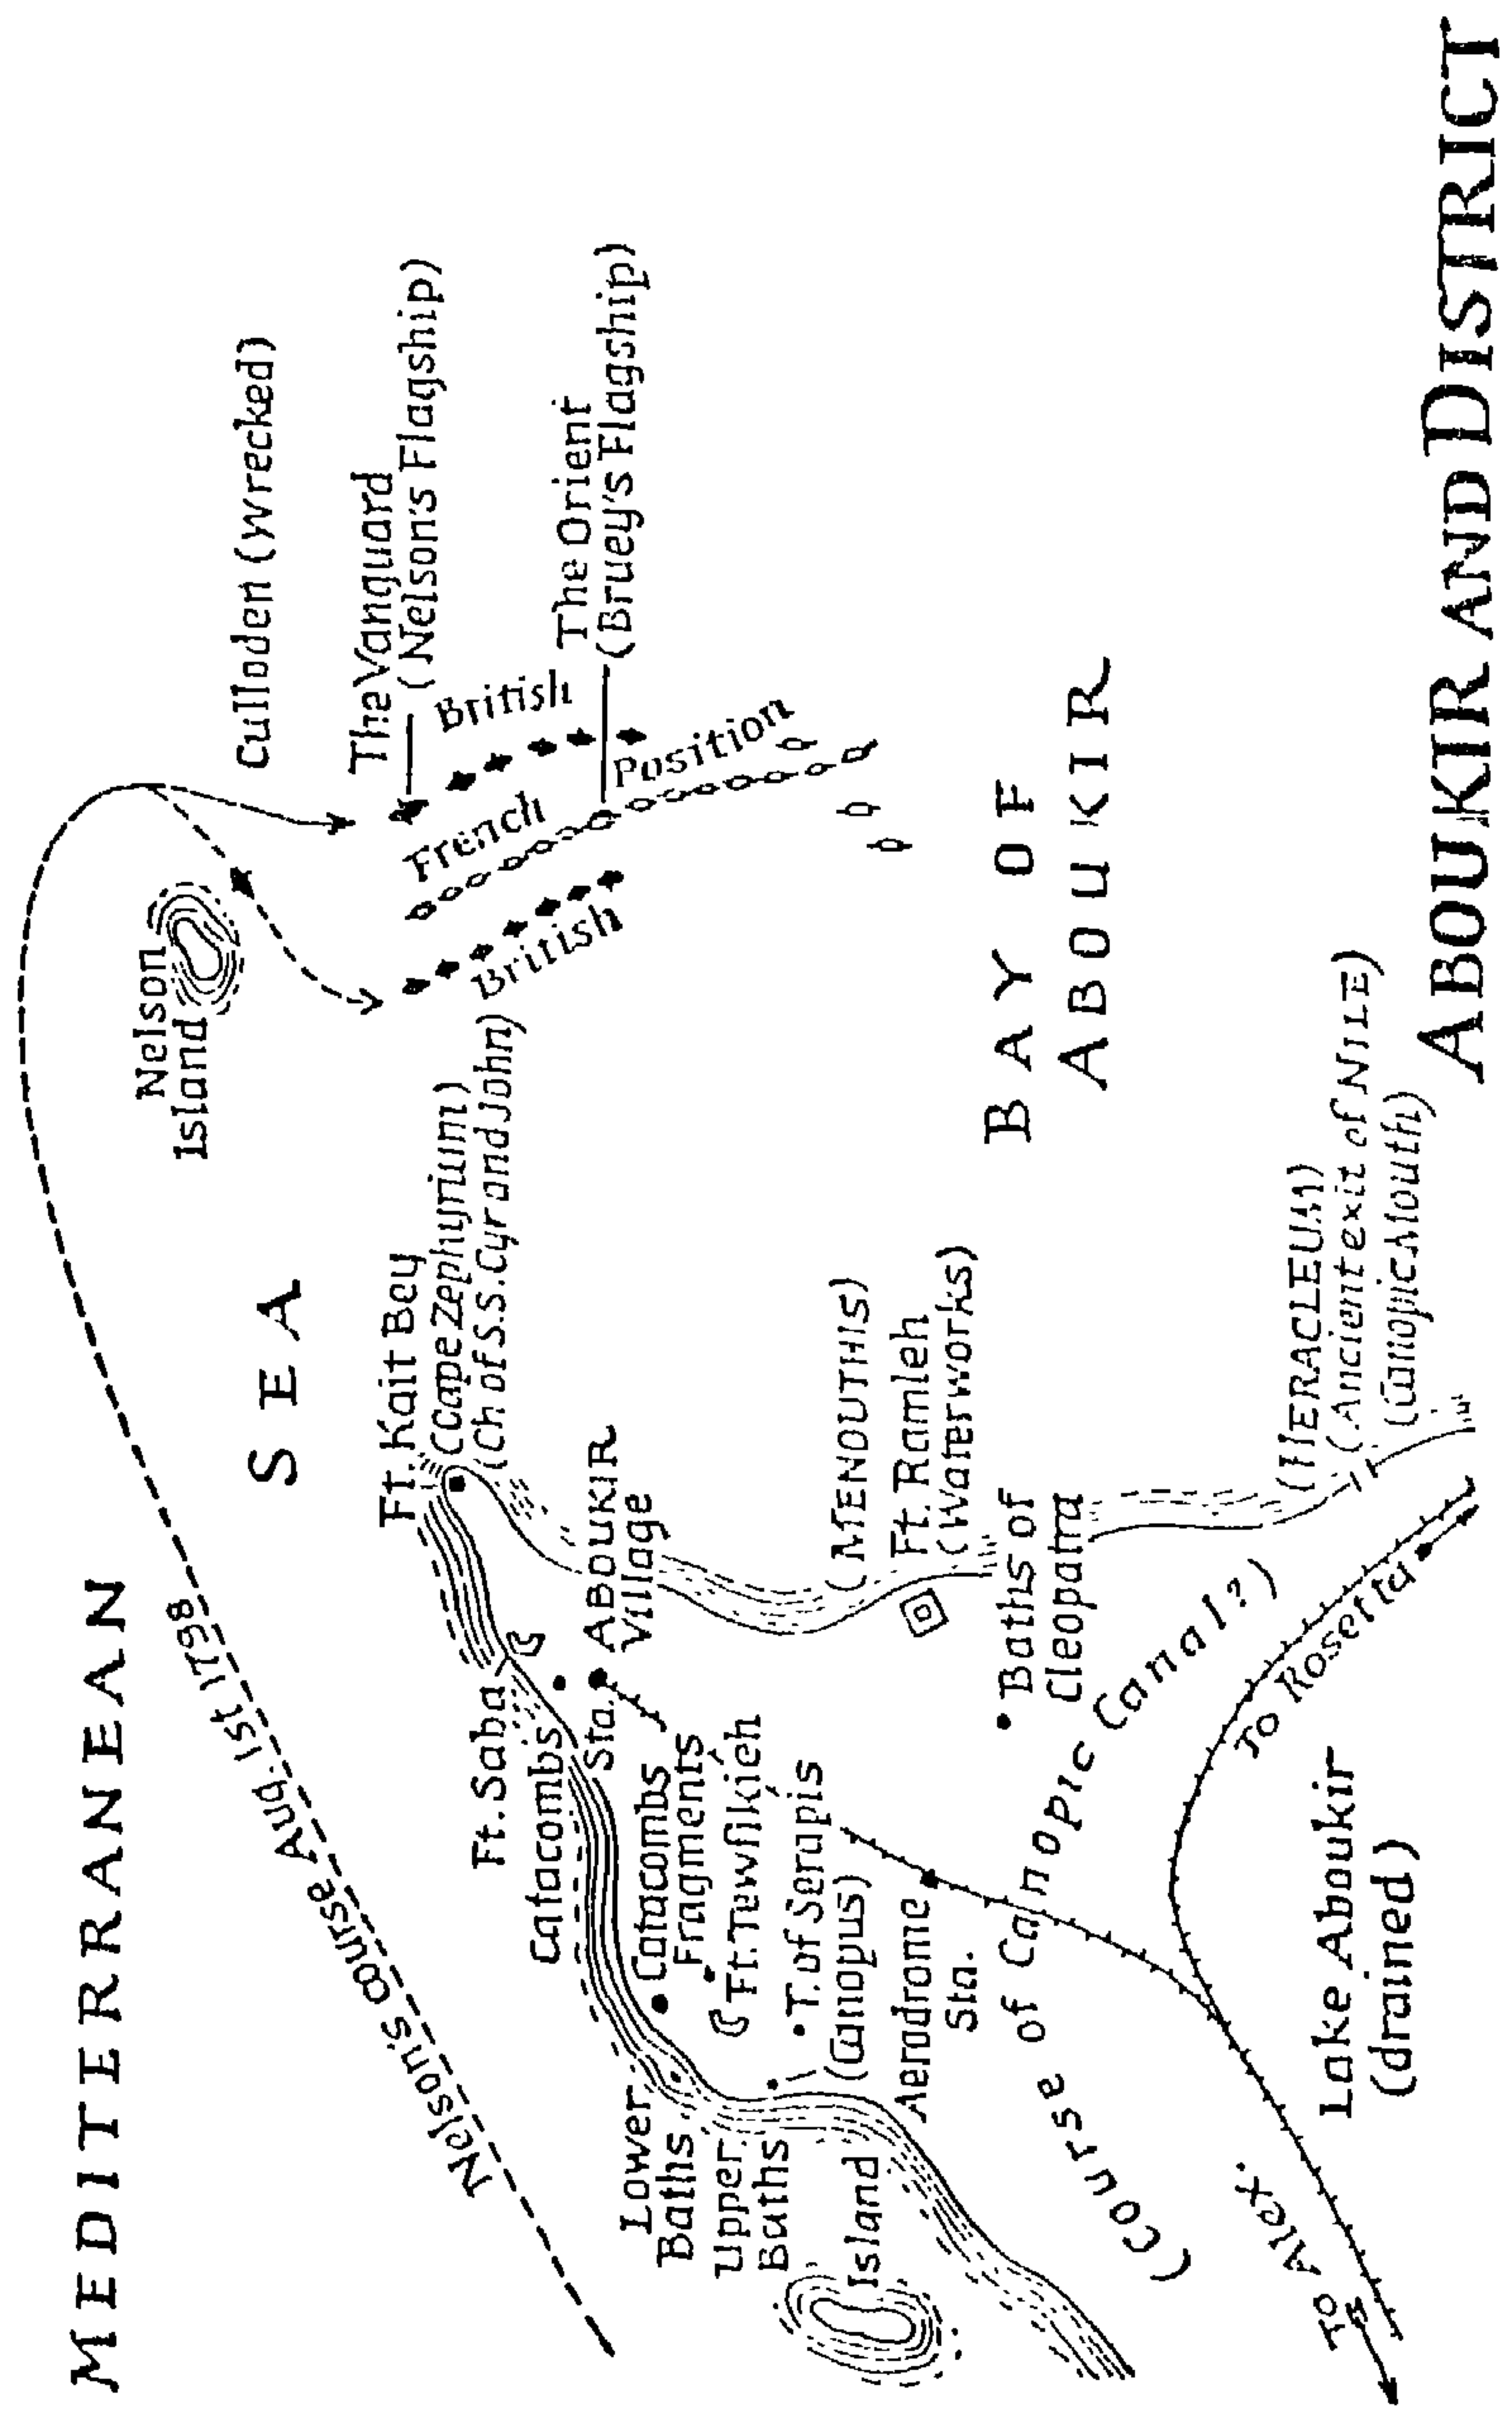 MEDITERRANEAN
SEA
Nelson's course Aug. 1st 1798
Nelson
Island
Culloden (wrecked)
The Vanguard
(Nelson's Flagship)
British
The Orient
(Bruey's Flagship)
French Position
British
Ft. Kait Bey
(Cape Zephyrium)
(Ch of S.S. Cyr and John)
Ft. Saba
Catacombs
Sta.
ABOUKIR
Village
Catacombs
Fragments
Ft. Tewfikieh
T. of Serapis
(Canopus)
Lower
Baths
Upper
Baths
Island
Aerodrome
Sta.
(MENOUTHIS)
Ft. Ramleh
(Waterworks)
Baths of
Cleopatra
BAY OF
ABOUKIR
(HERACLEUM)
(Ancient exit of NILE)
(Canopic Mouth)
(Course of Canopic Canal?)
To Rosetta
To Alex.
Lake Aboukir
(drained)
ABOUKIR AND DISTRICT